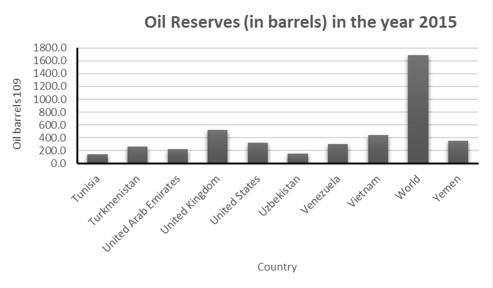 Oil Reserves (in barrels) in the year 2015
Oil barrels109
1800.0
1600.0
1400.0
1200.0
1000.0
800.0
600.0
400.0
200.0
0.0
Tunisia
Turkmenistan
United Arab Emirates
United Kingdom
United States
Uzbekistan
Venezuela
Vietnam
World
Yemen
Country